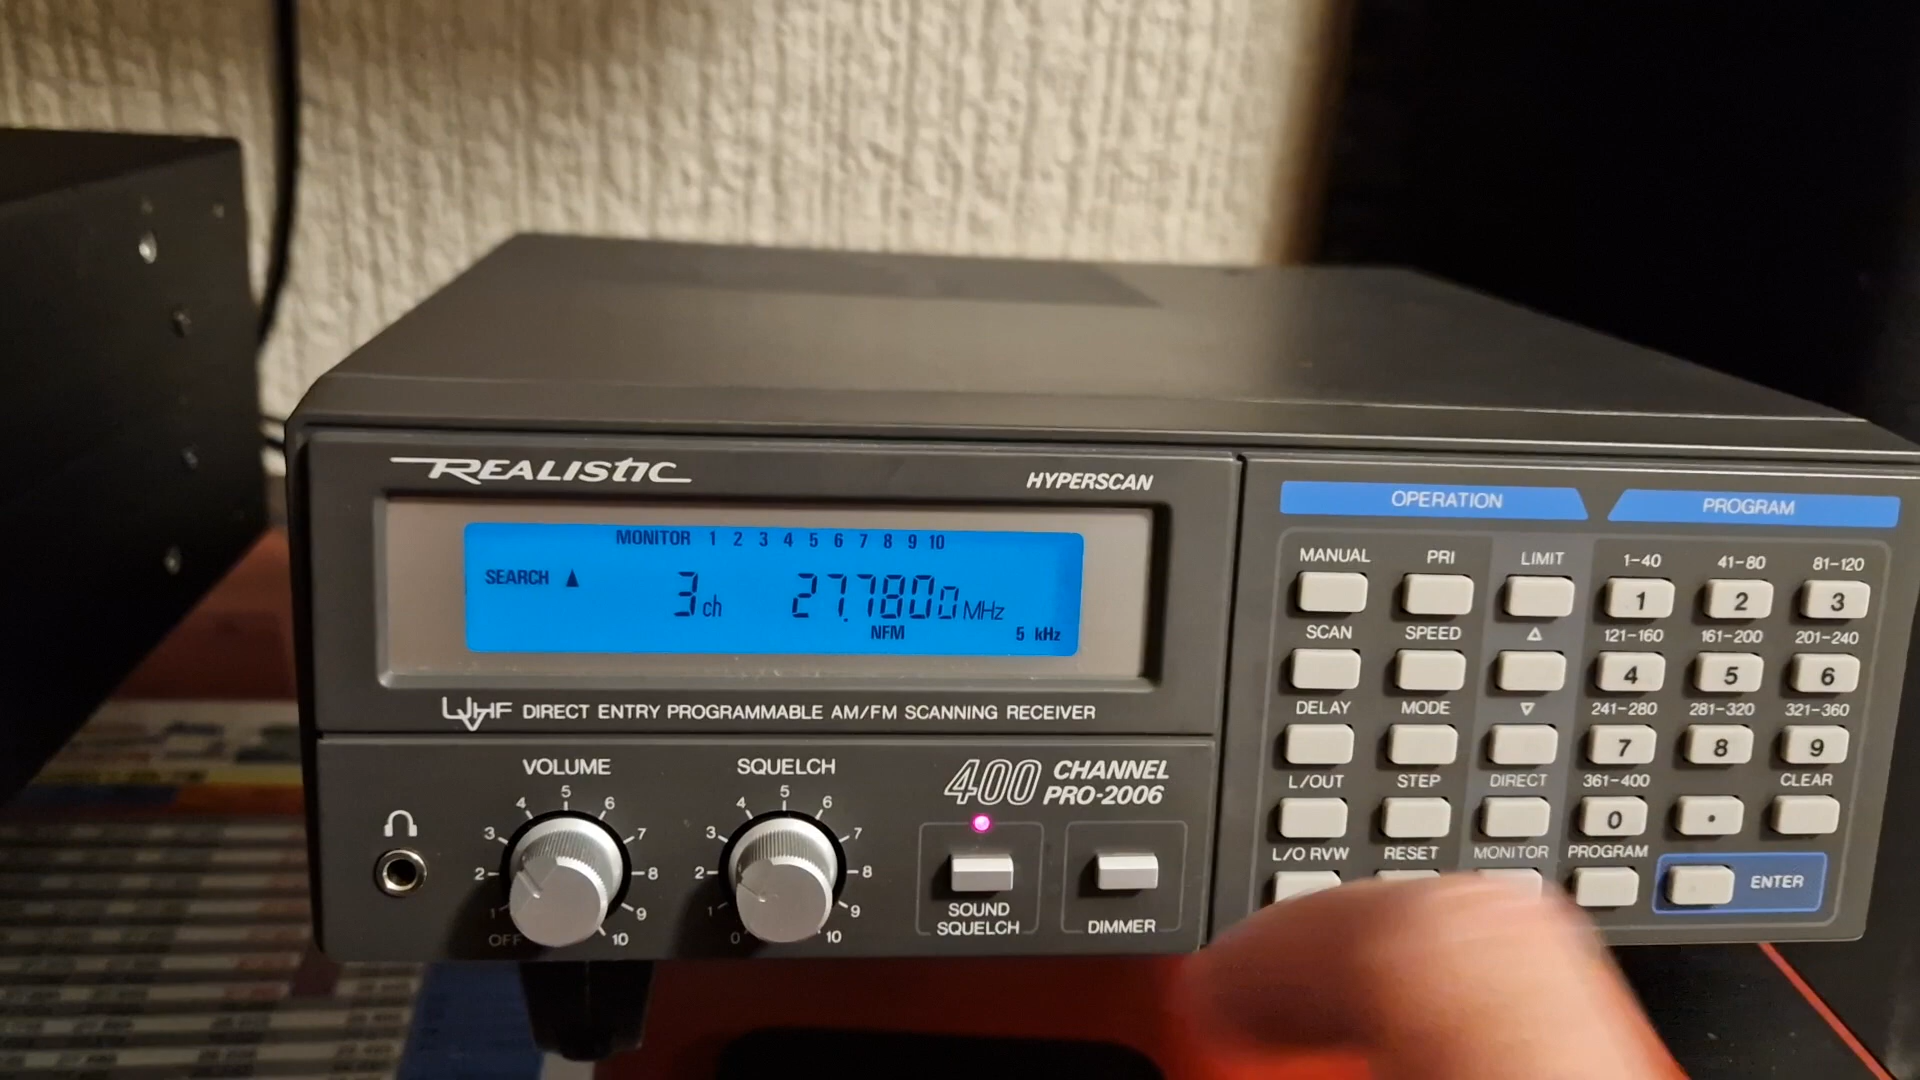 REALISTIC
HYPERSCAN
MONITOR 1 2 3 4 5 6 7 8 9 10
SEARCH ▲
3 ch 27.7800 MHz
NFM 5 kHz
UVHF DIRECT ENTRY PROGRAMMABLE AM/FM SCANNING RECEIVER
VOLUME
OFF 1 2 3 4 5 6 7 8 9 10
SQUELCH
0 1 2 3 4 5 6 7 8 9 10
400 CHANNEL
PRO-2006
SOUND
SQUELCH
DIMMER
OPERATION
PROGRAM
MANUAL PRI LIMIT 1-40 41-80 81-120
1 2 3
SCAN SPEED △ 121-160 161-200 201-240
4 5 6
DELAY MODE ▽ 241-280 281-320 321-360
7 8 9
L/OUT STEP DIRECT 361-400 CLEAR
0 •
L/O RVW RESET MONITOR PROGRAM
ENTER